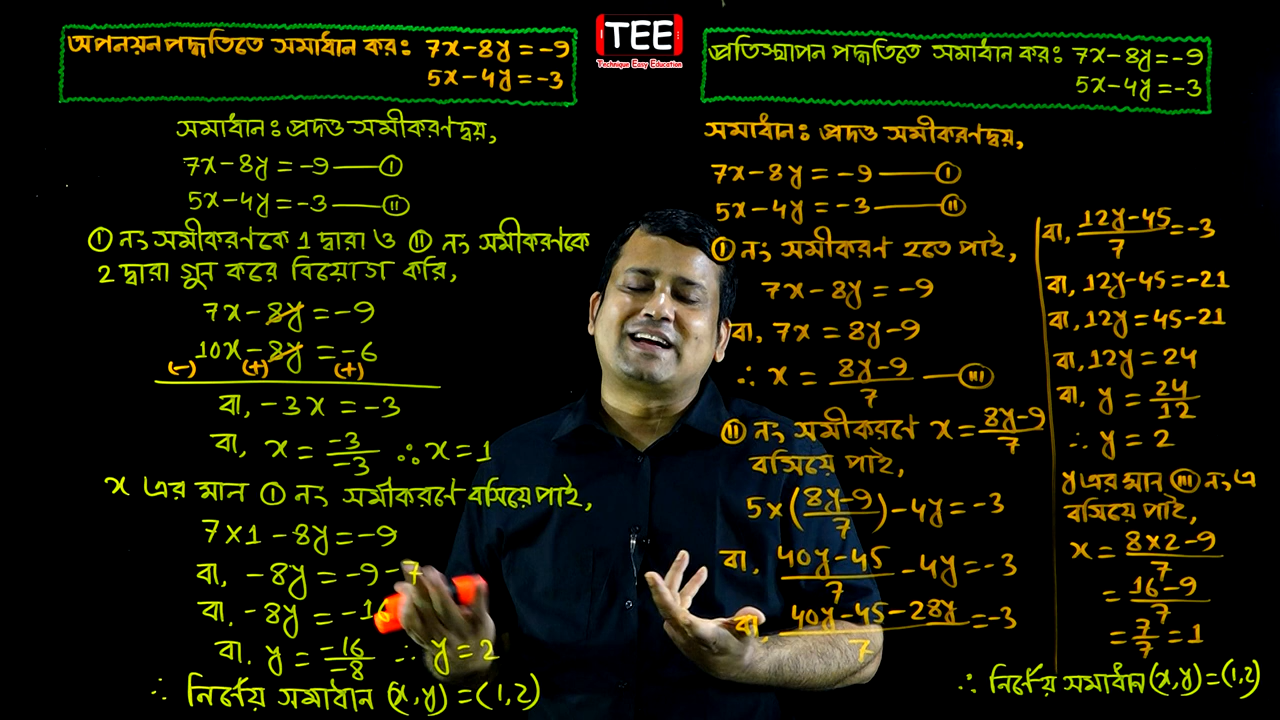 TEE
Technique Easy Education
অপনয়ন পদ্ধতিতে সমাধান কর: 7x-8y=-9
5x-4y=-3
সমাধান: প্রদত্ত সমীকরণদ্বয়,
7x-8y=-9 — (I)
5x-4y=-3 — (II)
(I) নং সমীকরণকে 1 দ্বারা ও (II) নং সমীকরণকে
2 দ্বারা গুন করে বিয়োগ করি,
7x-8y=-9
10x-8y=-6
(-) (+) (+)
বা, -3x=-3
বা, x=-3/-3 ∴x=1
x এর মান (I) নং সমীকরণে বসিয়ে পাই,
7×1-8y=-9
বা, -8y=-9-7
বা, -8y=-16
বা, y=-16/-8 ∴ y=2
∴ নির্ণেয় সমাধান (x,y)=(1,2)
প্রতিস্থাপন পদ্ধতিতে সমাধান কর: 7x-8y=-9
5x-4y=-3
সমাধান: প্রদত্ত সমীকরণদ্বয়,
7x-8y=-9 — (I)
5x-4y=-3 — (II)
(I) নং সমীকরণ হতে পাই,
7x-8y=-9
বা, 7x=8y-9
∴ x=8y-9/7 — (III)
(II) নং সমীকরণে x=8y-9/7
বসিয়ে পাই,
5×(8y-9/7)-4y=-3
বা, 40y-45/7-4y=-3
বা, 40y-45-28y/7=-3
বা, 12y-45/7=-3
বা, 12y-45=-21
বা, 12y=45-21
বা, 12y=24
বা, y=24/12
∴ y=2
y এর মান (III) নং এ
বসিয়ে পাই,
x=8×2-9/7
=16-9/7
=7/7=1
∴ নির্ণেয় সমাধান (x,y)=(1,2)